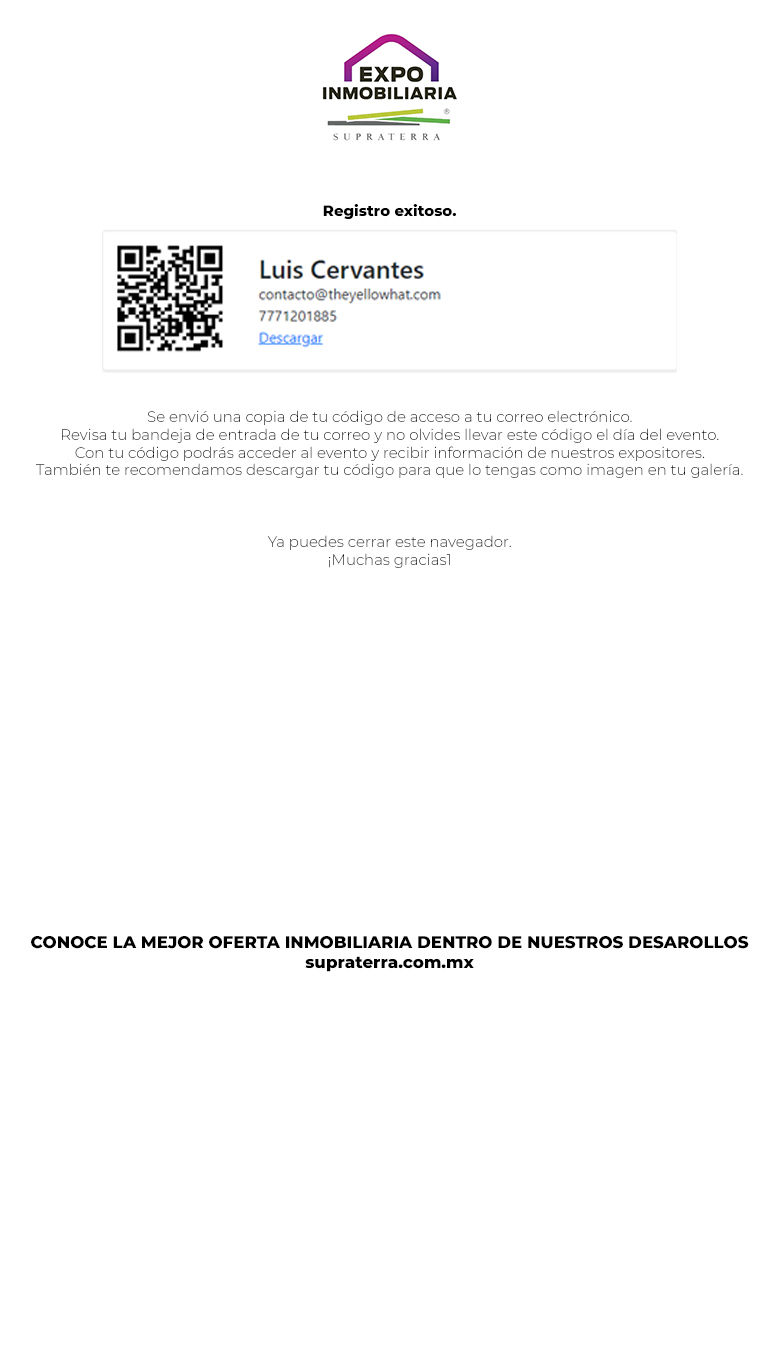 EXPO
INMOBILIARIA
®
SUPRATERRA
Registro exitoso.
Luis Cervantes
contacto@theyellowhat.com
7771201885
Descargar
Se envió una copia de tu código de acceso a tu correo electrónico.
Revisa tu bandeja de entrada de tu correo y no olvides llevar este código el día del evento.
Con tu código podrás acceder al evento y recibir información de nuestros expositores.
También te recomendamos descargar tu código para que lo tengas como imagen en tu galería.
Ya puedes cerrar este navegador.
¡Muchas gracias1
CONOCE LA MEJOR OFERTA INMOBILIARIA DENTRO DE NUESTROS DESAROLLOS
supraterra.com.mx